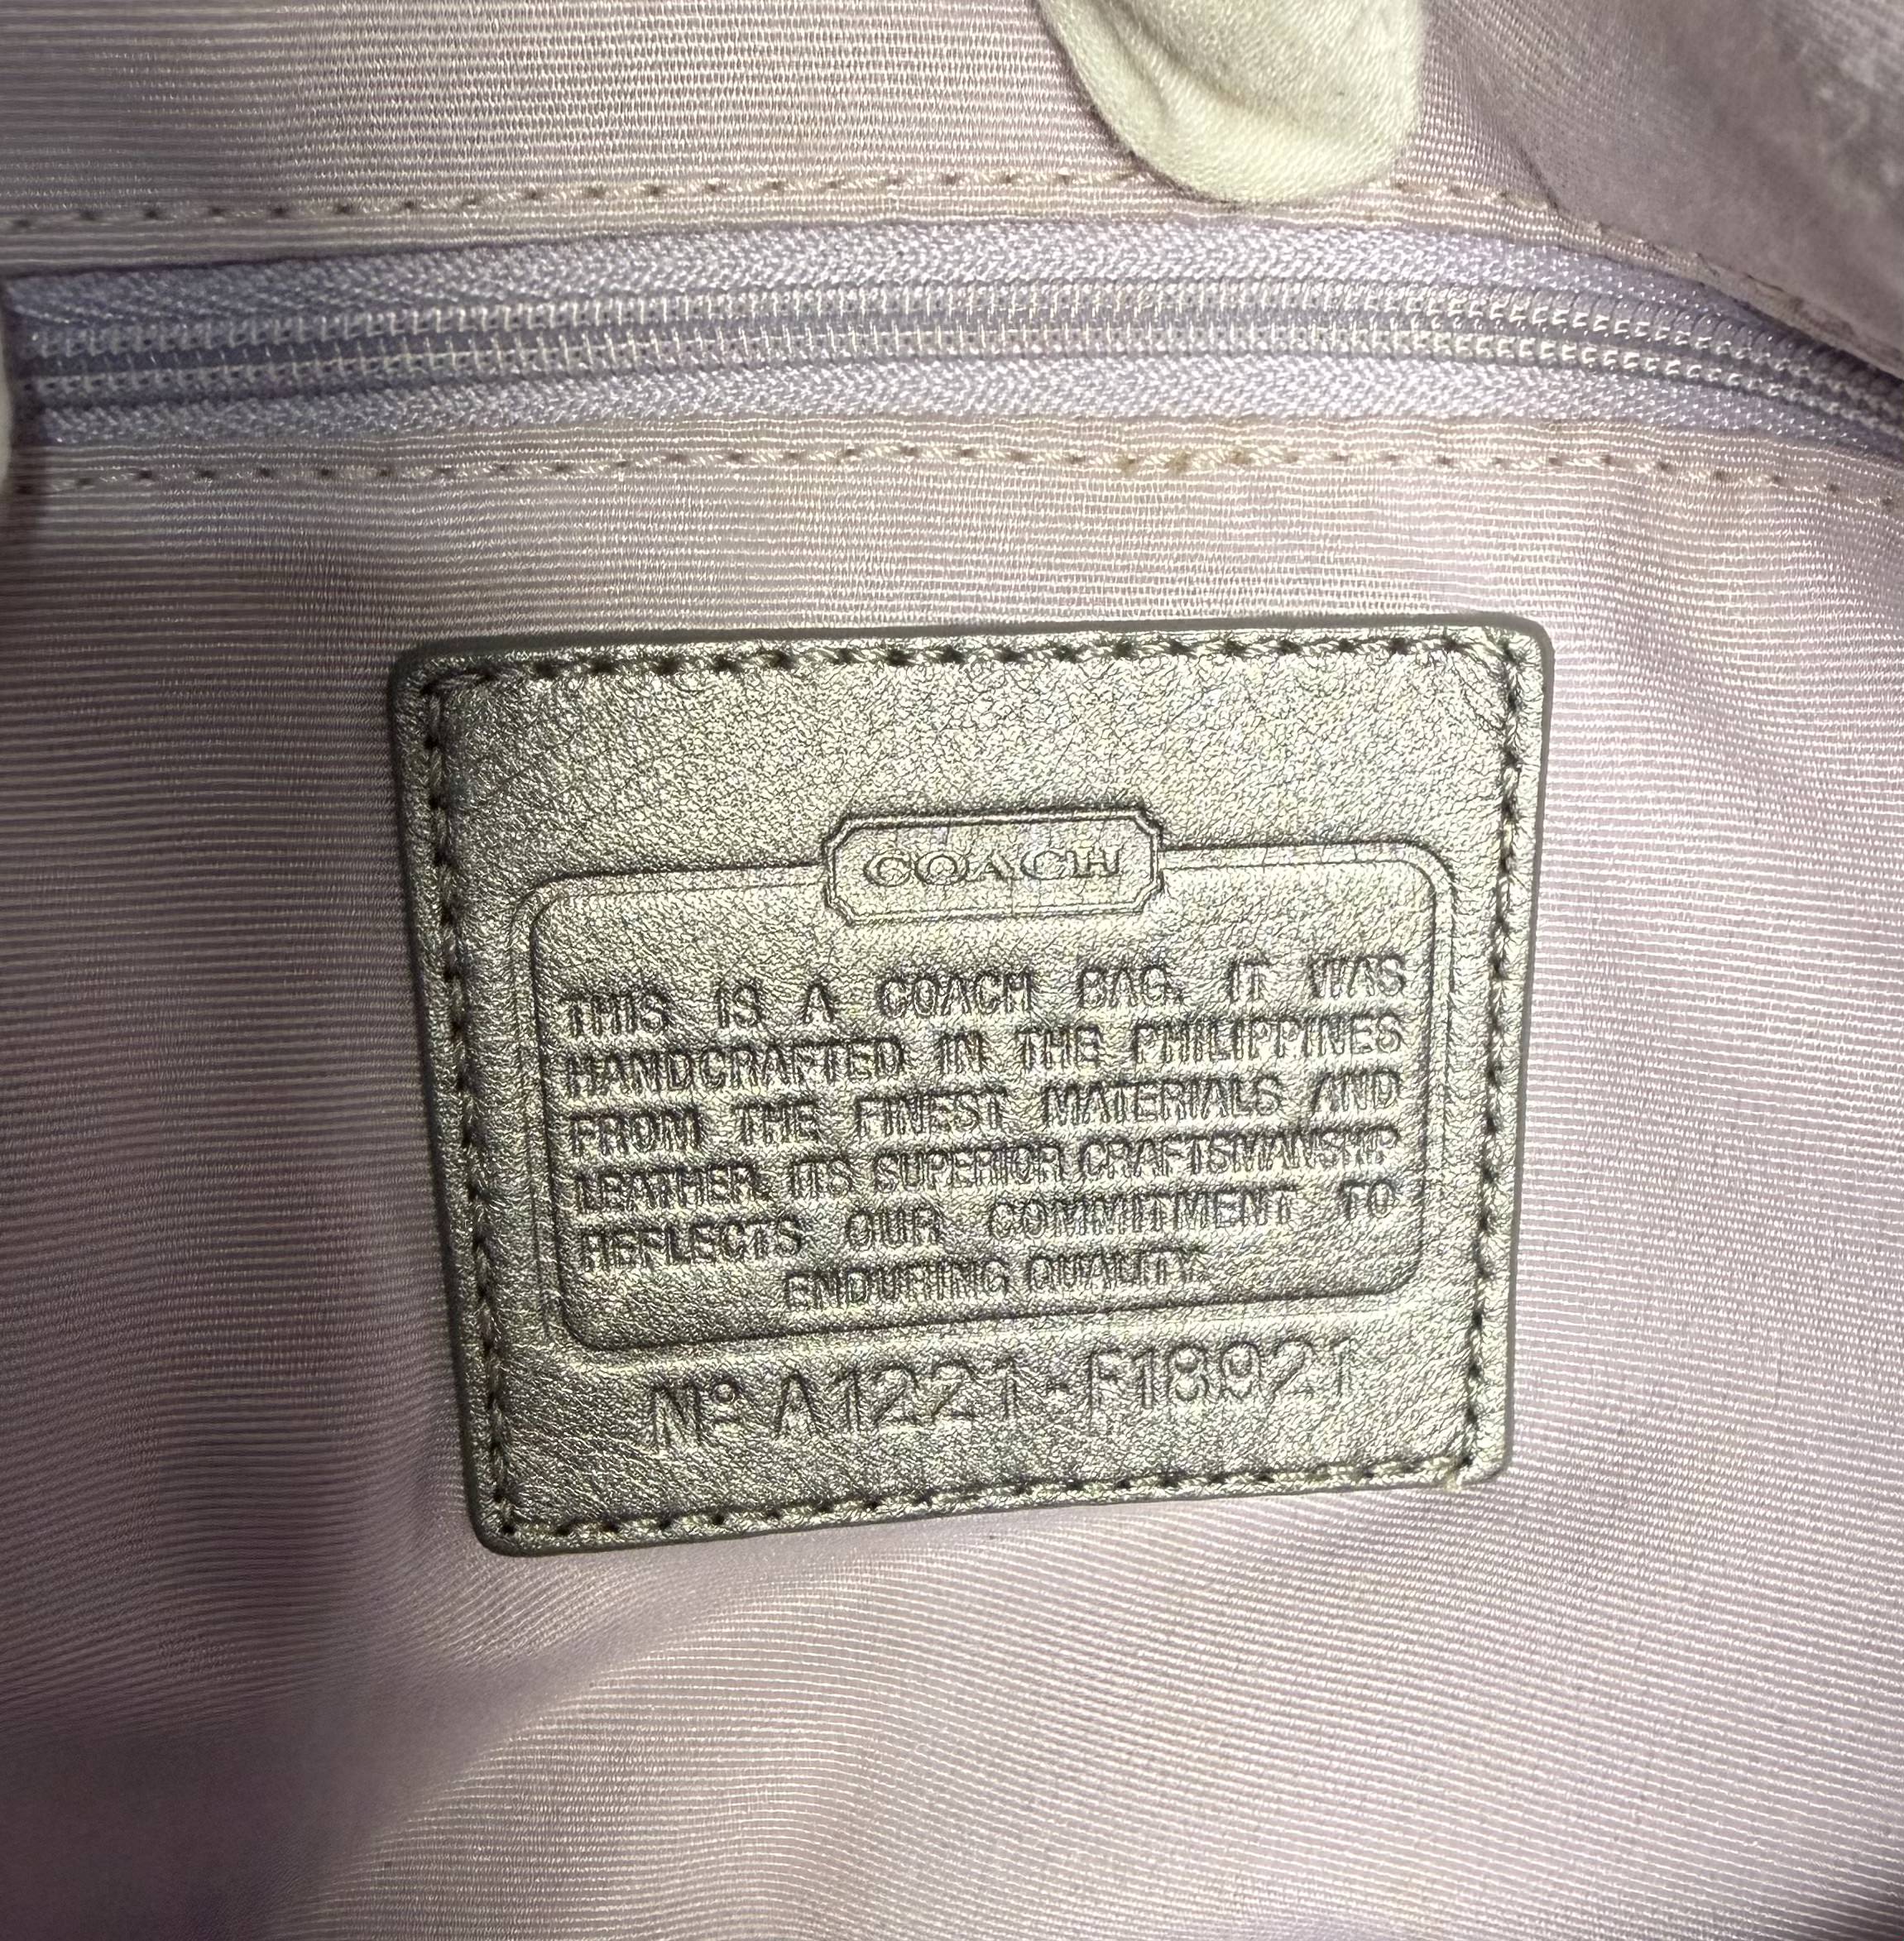 COACH
THIS IS A COACH BAG. IT WAS
HANDCRAFTED IN THE PHILIPPINES
FROM THE FINEST MATERIALS AND
LEATHER. ITS SUPERIOR CRAFTSMANSHIP
REFLECTS OUR COMMITMENT TO
ENDURING QUALITY.
Nº A1221-F18921